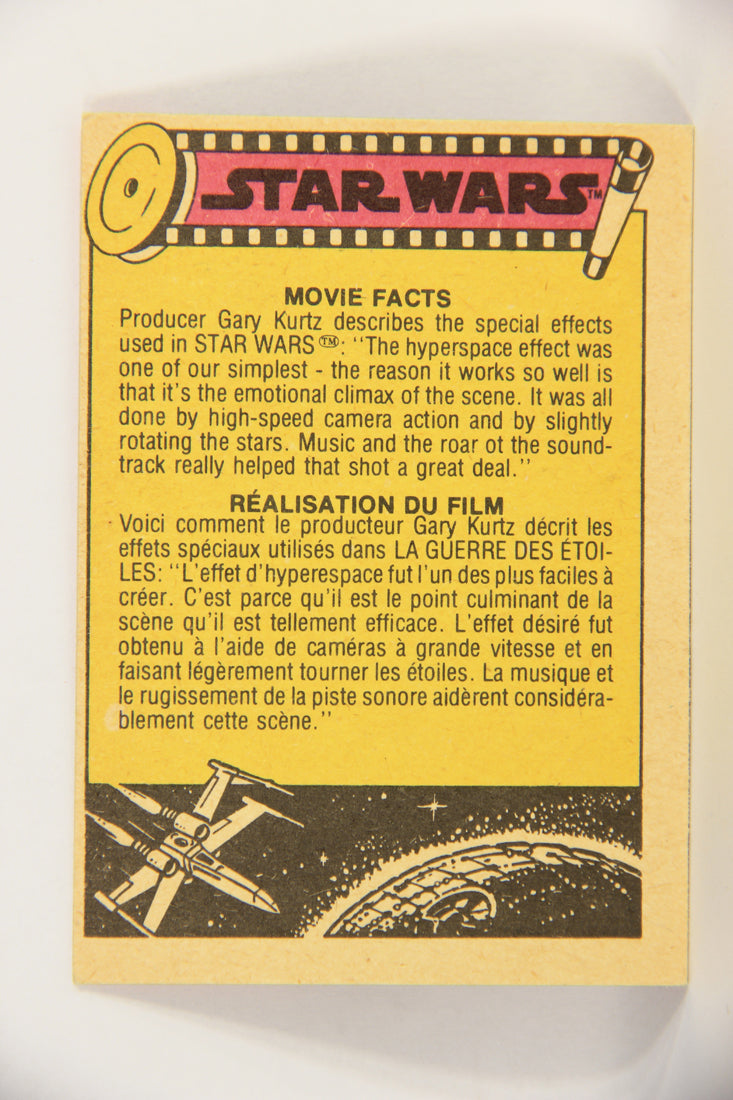 STAR WARS™
MOVIE FACTS
Producer Gary Kurtz describes the special effects
used in STAR WARS™: "The hyperspace effect was
one of our simplest - the reason it works so well is
that it's the emotional climax of the scene. It was all
done by high-speed camera action and by slightly
rotating the stars. Music and the roar ot the sound-
track really helped that shot a great deal."
RÉALISATION DU FILM
Voici comment le producteur Gary Kurtz décrit les
effets spéciaux utilisés dans LA GUERRE DES ÉTOI-
LES: "L'effet d'hyperespace fut l'un des plus faciles à
créer. C'est parce qu'il est le point culminant de la
scène qu'il est tellement efficace. L'effet désiré fut
obtenu à l'aide de caméras à grande vitesse et en
faisant légèrement tourner les étoiles. La musique et
le rugissement de la piste sonore aidèrent considéra-
blement cette scène."